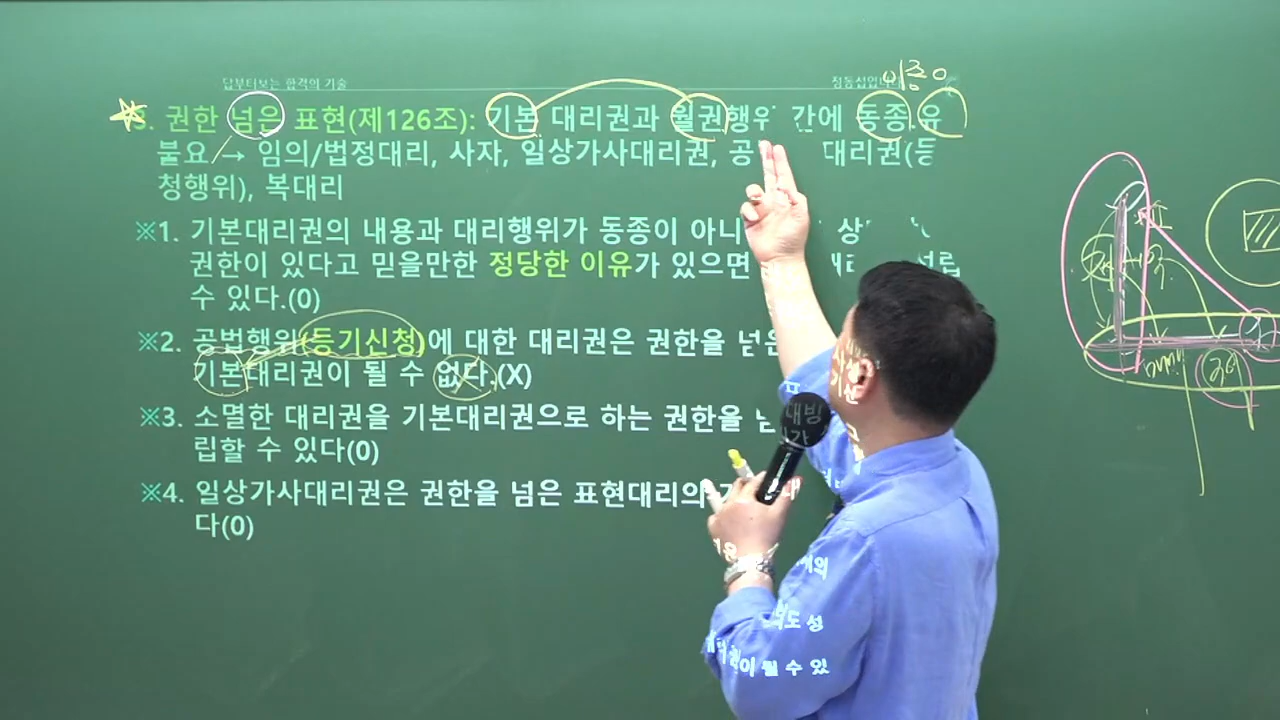 답부터보는 합격의 기술
정동섭입니다
이종 O
3. 권한 넘은 표현(제126조): 기본 대리권과 월권행위 간에 동종 유
불요 → 임의/법정대리, 사자, 일상가사대리권, 공 대리권(등
청행위), 복대리
※1. 기본대리권의 내용과 대리행위가 동종이 아니 상
권한이 있다고 믿을만한 정당한 이유가 있으면
수 있다.(0)
※2. 공법행위(등기신청)에 대한 대리권은 권한을 넘은
기본대리권이 될 수 없다.(X)
※3. 소멸한 대리권을 기본대리권으로 하는 권한을 넘
립할 수 있다(0)
※4. 일상가사대리권은 권한을 넘은 표현대리의
다(0)